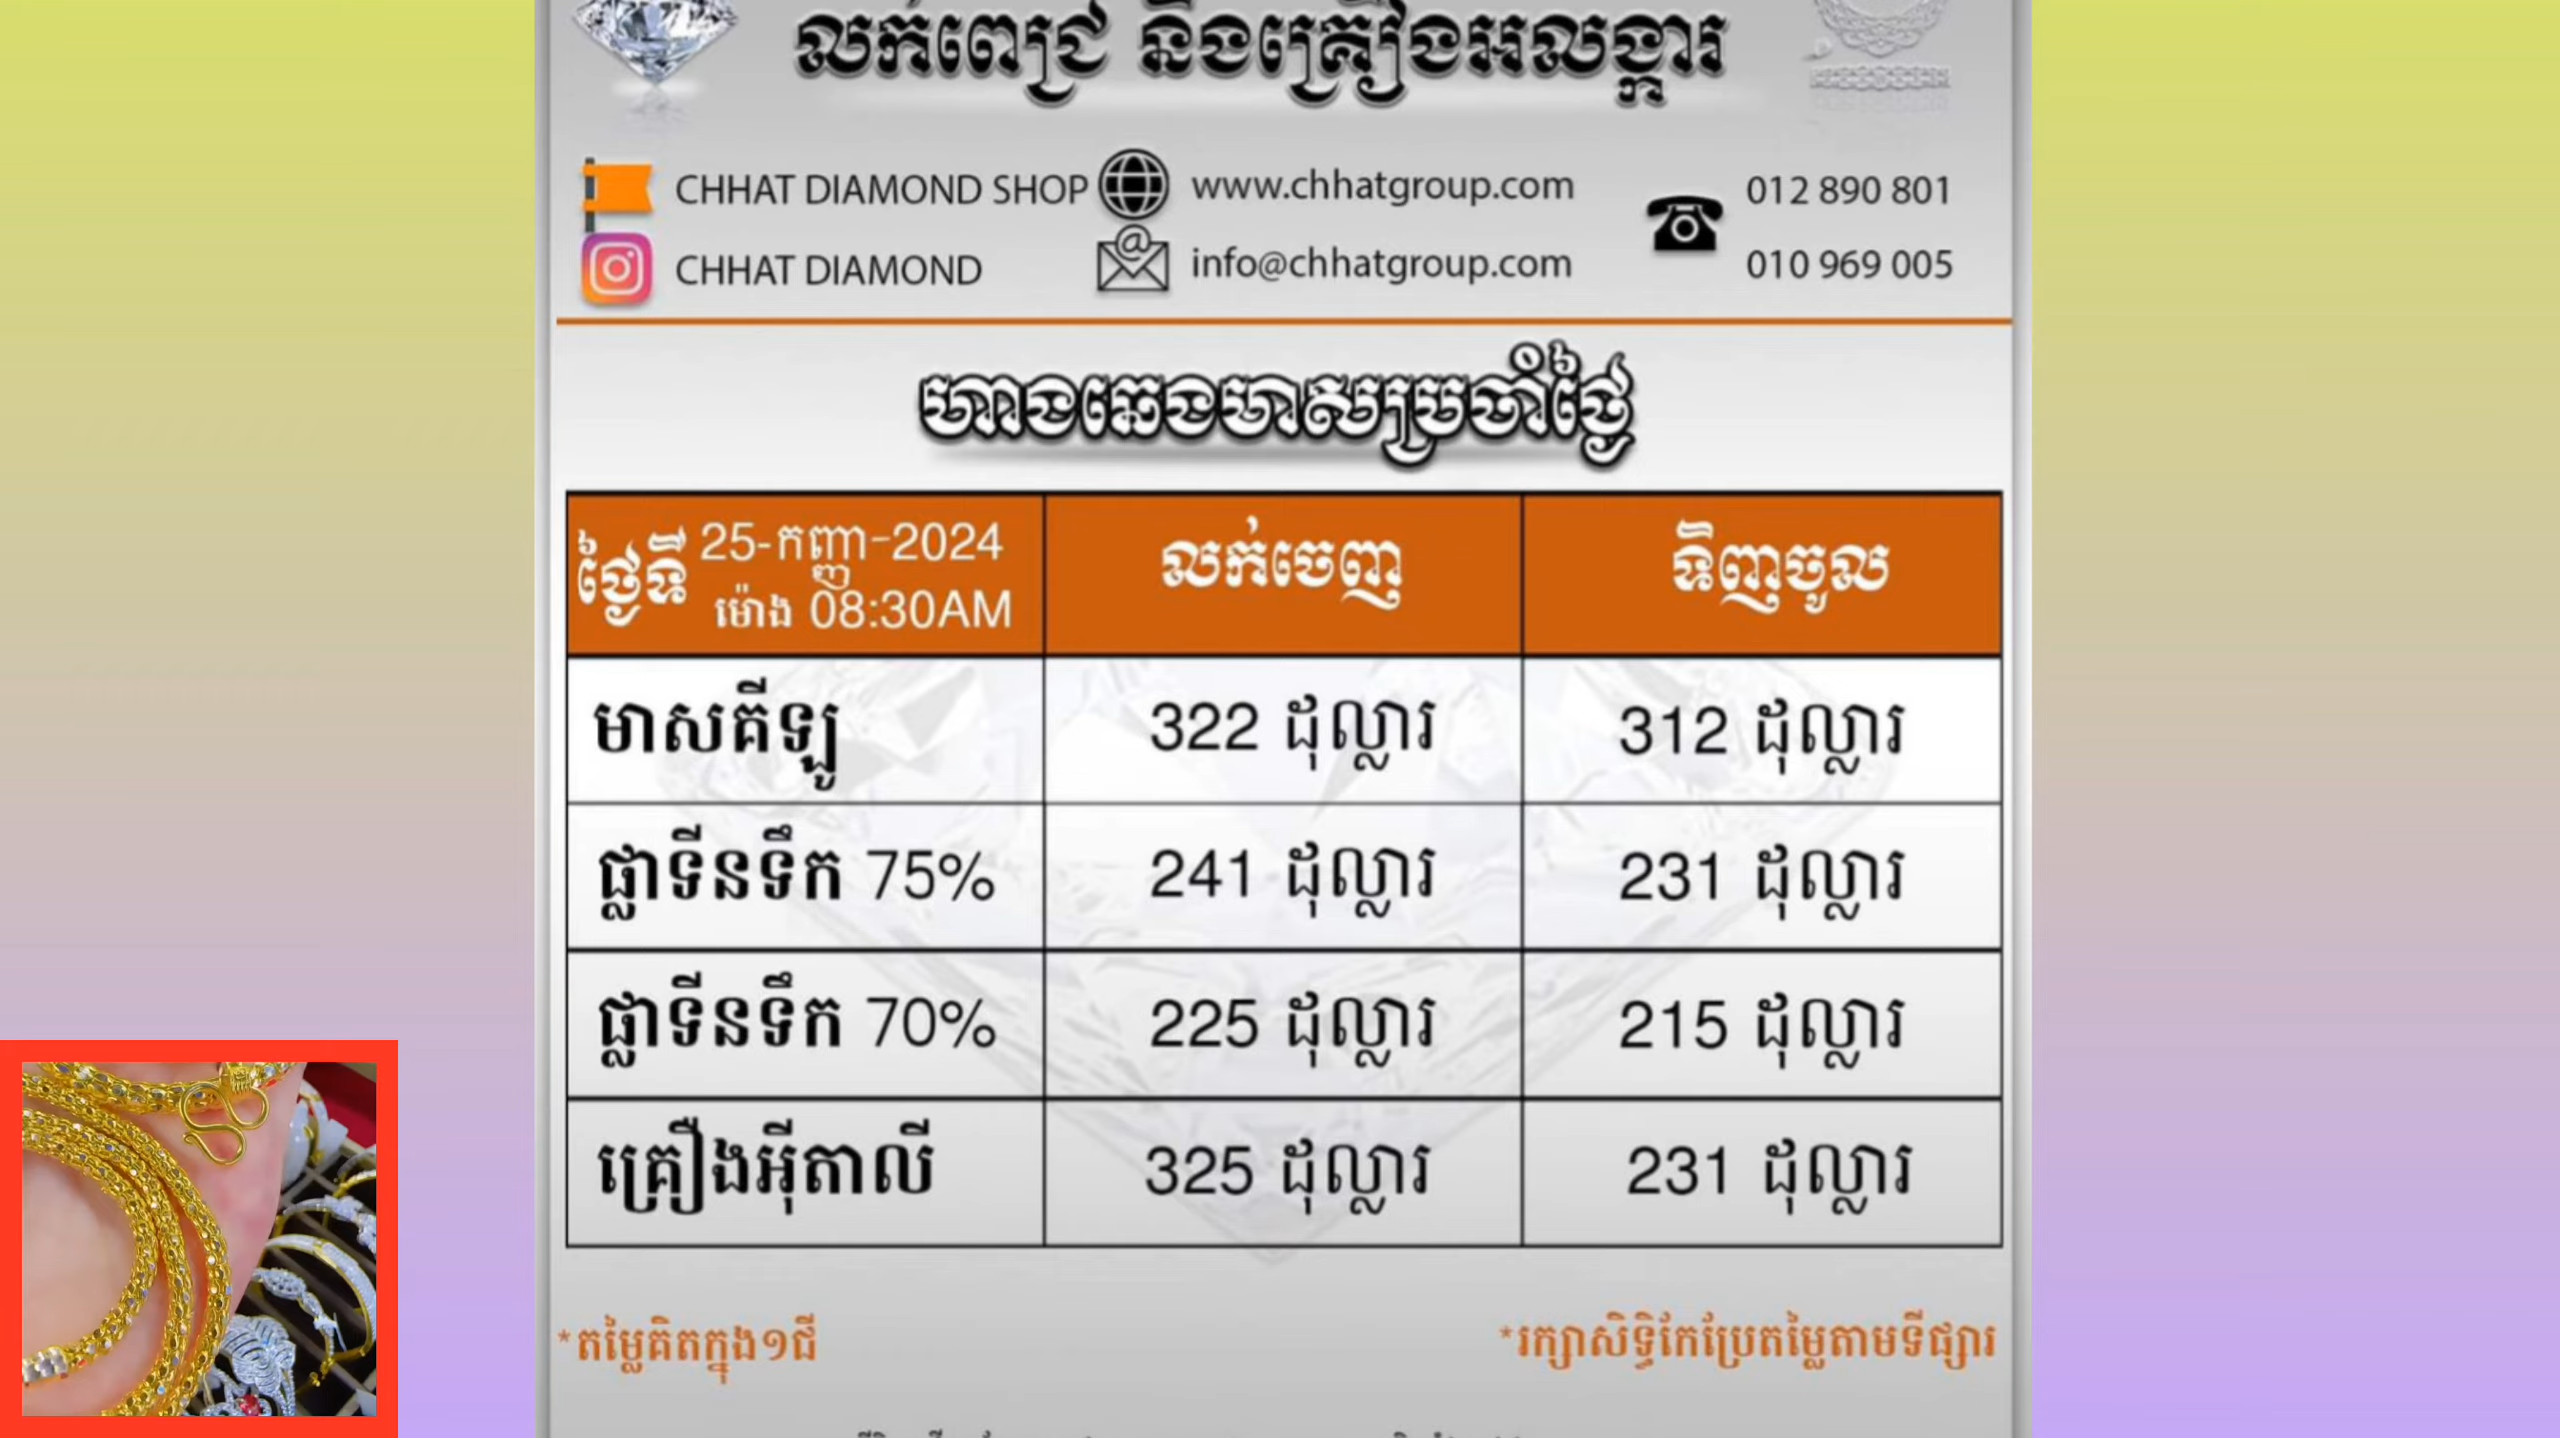 លក់ពេជ្រ និងគ្រឿងអលង្ការ
CHHAT DIAMOND SHOP www.chhatgroup.com 012 890 801
CHHAT DIAMOND info@chhatgroup.com 010 969 005
ហាងឆេងមាសប្រចាំថ្ងៃ
ថ្ងៃទី 25-កញ្ញា-2024 លក់ចេញ ទិញចូល
ម៉ោង 08:30AM
មាសគីឡូ 322 ដុល្លារ 312 ដុល្លារ
ផ្លាទីនទឹក 75% 241 ដុល្លារ 231 ដុល្លារ
ផ្លាទីនទឹក 70% 225 ដុល្លារ 215 ដុល្លារ
គ្រឿងអ៊ីតាលី 325 ដុល្លារ 231 ដុល្លារ
*តម្លៃគិតក្នុង១ជី *រក្សាសិទ្ធិកែប្រែតម្លៃតាមទីផ្សារ